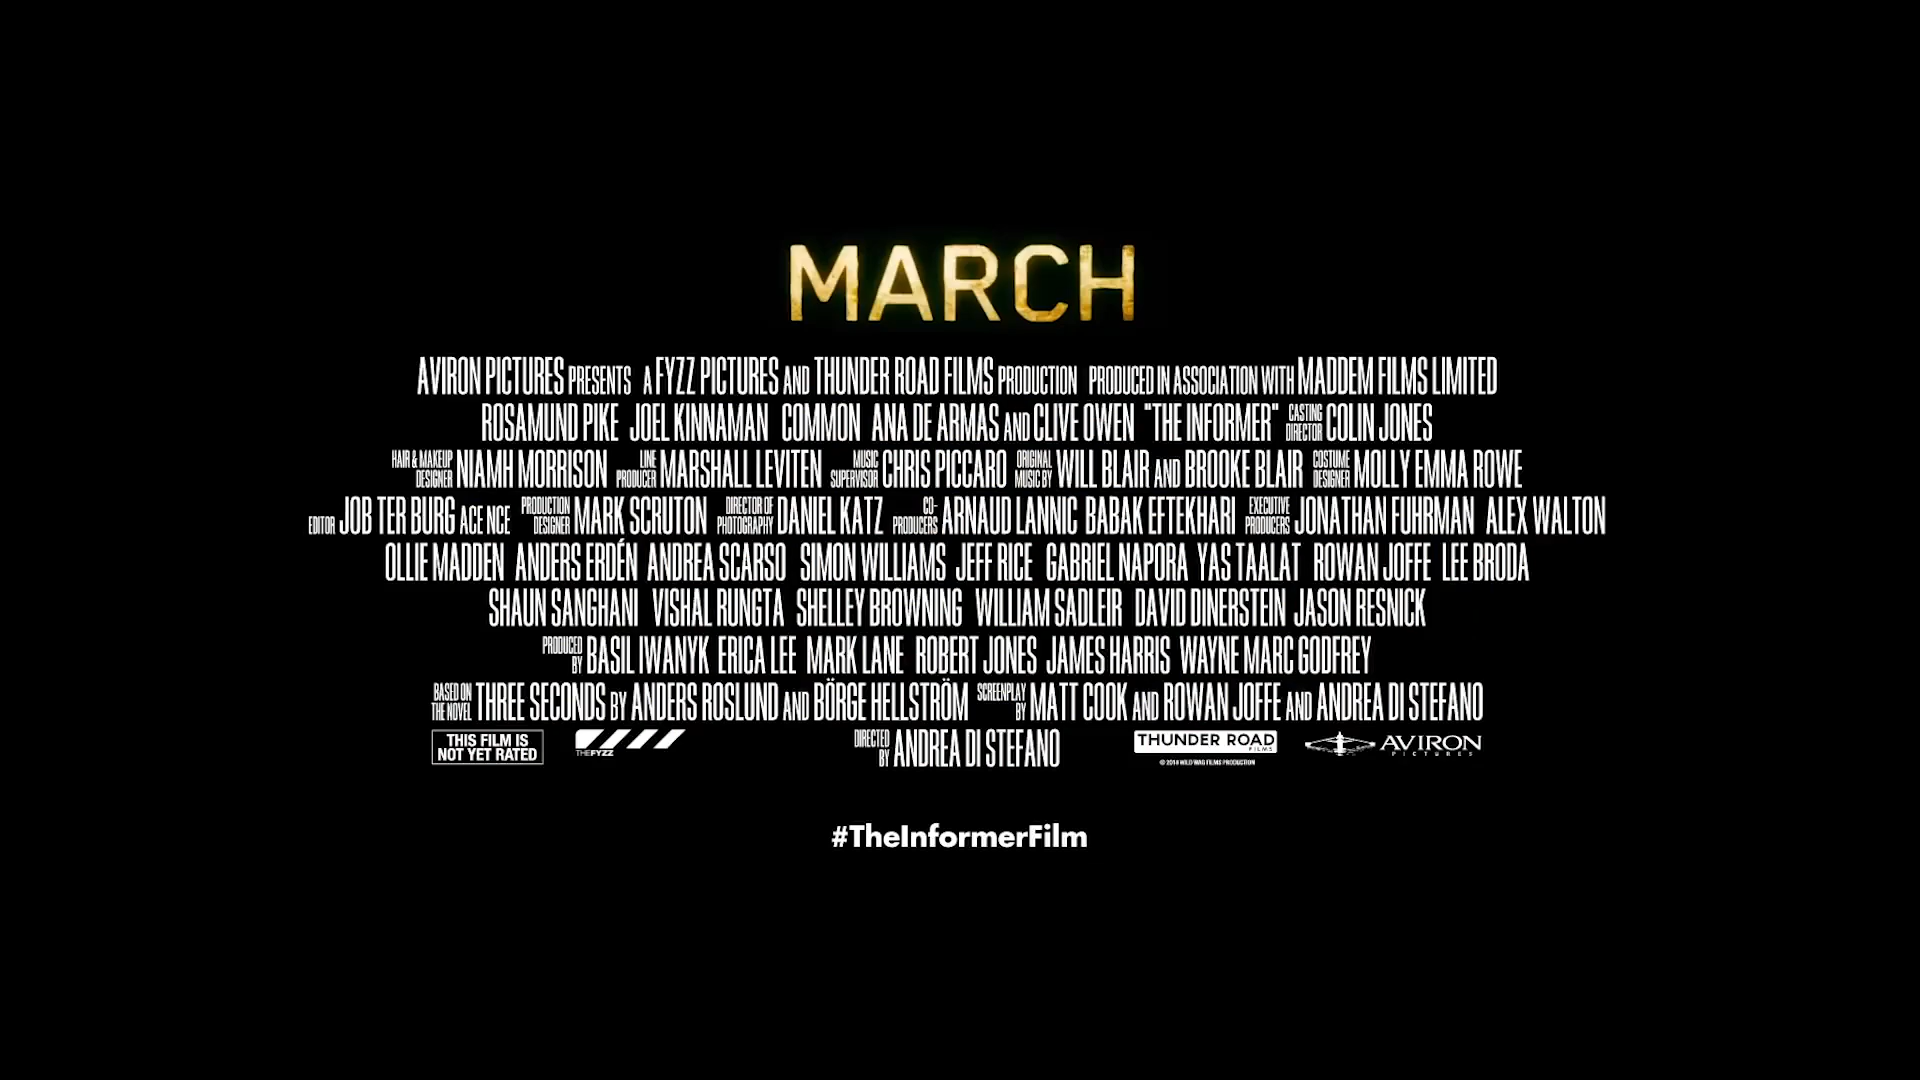 MARCH
AVIRON PICTURES PRESENTS A FYZZ PICTURES AND THUNDER ROAD FILMS PRODUCTION PRODUCED IN ASSOCIATION WITH MADDEM FILMS LIMITED
ROSAMUND PIKE JOEL KINNAMAN COMMON ANA DE ARMAS AND CLIVE OWEN "THE INFORMER" CASTING DIRECTOR COLIN JONES
HAIR & MAKEUP DESIGNER NIAMH MORRISON LINE PRODUCER MARSHALL LEVITEN MUSIC SUPERVISOR CHRIS PICCARO ORIGINAL MUSIC BY WILL BLAIR AND BROOKE BLAIR COSTUME DESIGNER MOLLY EMMA ROWE
EDITOR JOB TER BURG ACE NCE PRODUCTION DESIGNER MARK SCRUTON DIRECTOR OF PHOTOGRAPHY DANIEL KATZ CO-PRODUCERS ARNAUD LANNIC BABAK EFTEKHARI EXECUTIVE PRODUCERS JONATHAN FUHRMAN ALEX WALTON
OLLIE MADDEN ANDERS ERDÉN ANDREA SCARSO SIMON WILLIAMS JEFF RICE GABRIEL NAPORA YAS TAALAT ROWAN JOFFE LEE BRODA
SHAUN SANGHANI VISHAL RUNGTA SHELLEY BROWNING WILLIAM SADLEIR DAVID DINERSTEIN JASON RESNICK
PRODUCED BY BASIL IWANYK ERICA LEE MARK LANE ROBERT JONES JAMES HARRIS WAYNE MARC GODFREY
BASED ON THE NOVEL THREE SECONDS BY ANDERS ROSLUND AND BÖRGE HELLSTRÖM SCREENPLAY BY MATT COOK AND ROWAN JOFFE AND ANDREA DI STEFANO
THIS FILM IS NOT YET RATED THEFYZZ DIRECTED BY ANDREA DI STEFANO THUNDER ROAD FILMS AVIRON PICTURES
© 2018 WILD WAG FILMS PRODUCTION
#TheInformerFilm